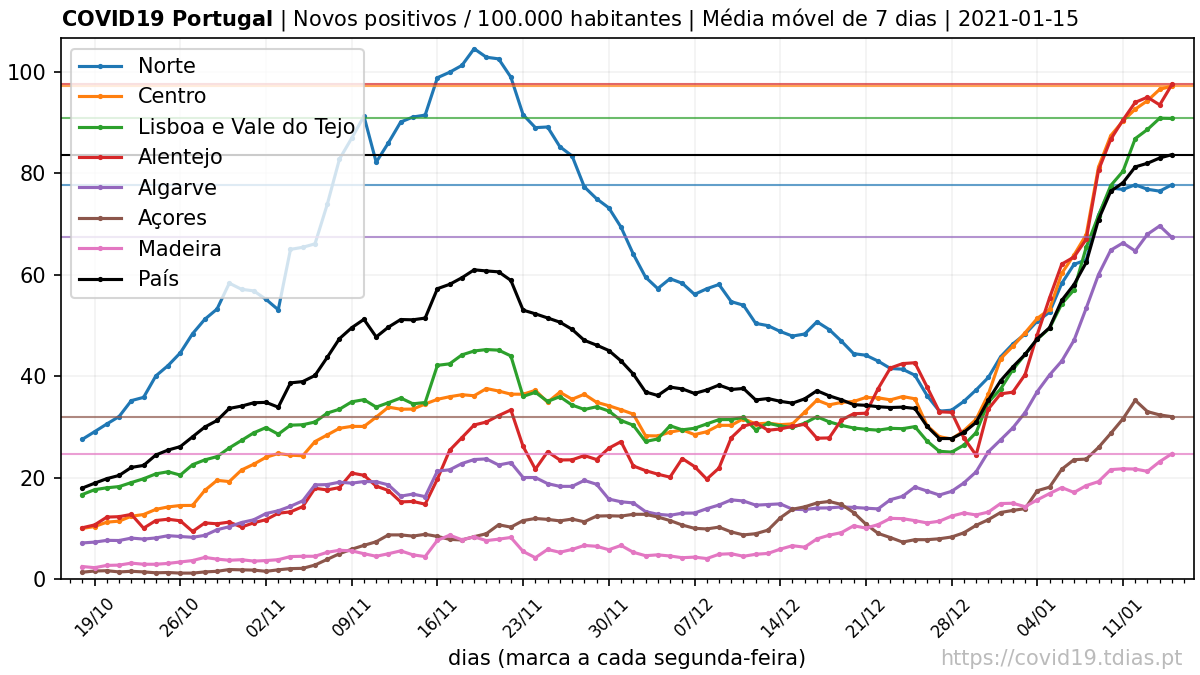 COVID19 Portugal | Novos positivos / 100.000 habitantes | Média móvel de 7 dias | 2021-01-15
Norte
Centro
Lisboa e Vale do Tejo
Alentejo
Algarve
Açores
Madeira
País
100
80
60
40
20
0
19/10 26/10 02/11 09/11 16/11 23/11 30/11 07/12 14/12 21/12 28/12 04/01 11/01
dias (marca a cada segunda-feira)
https://covid19.tdias.pt